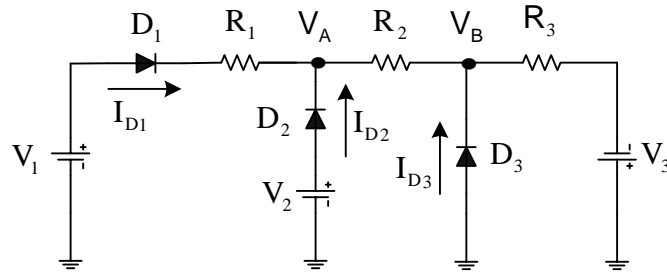 D1 R1 VA R2 VB R3
ID1 D2 ID2
V1 + - V2 + - ID3 D3 - + V3